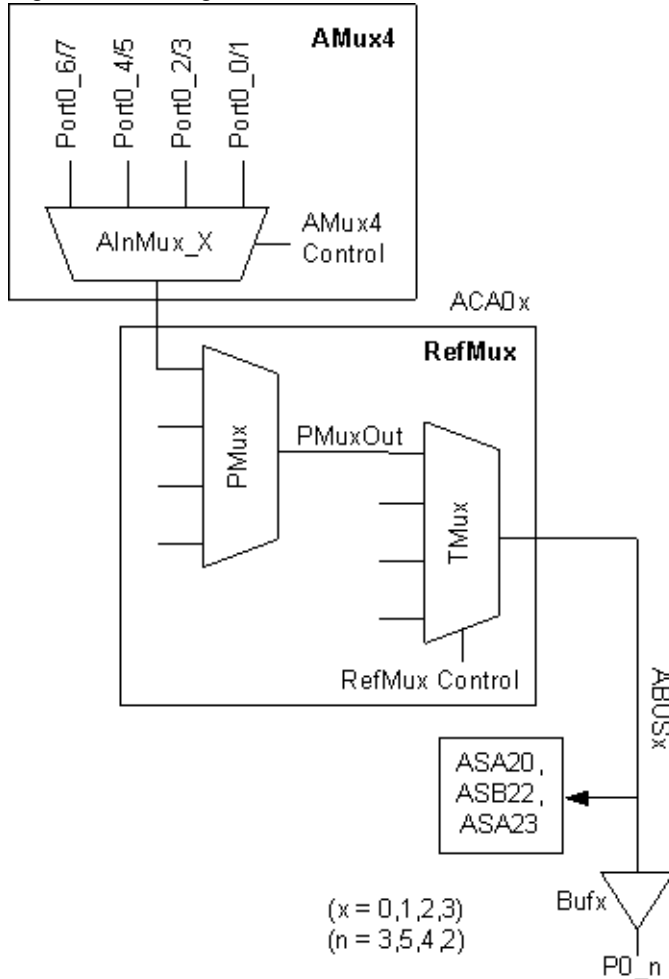 AMux4
Port0_6/7
Port0_4/5
Port0_2/3
Port0_0/1
AInMux_X
AMux4
Control
ACA0x
RefMux
PMux
PMuxOut
TMux
RefMux Control
ABUSx
ASA20,
ASB22,
ASA23
Bufx
(x = 0,1,2,3)
(n = 3,5,4,2)
P0_n